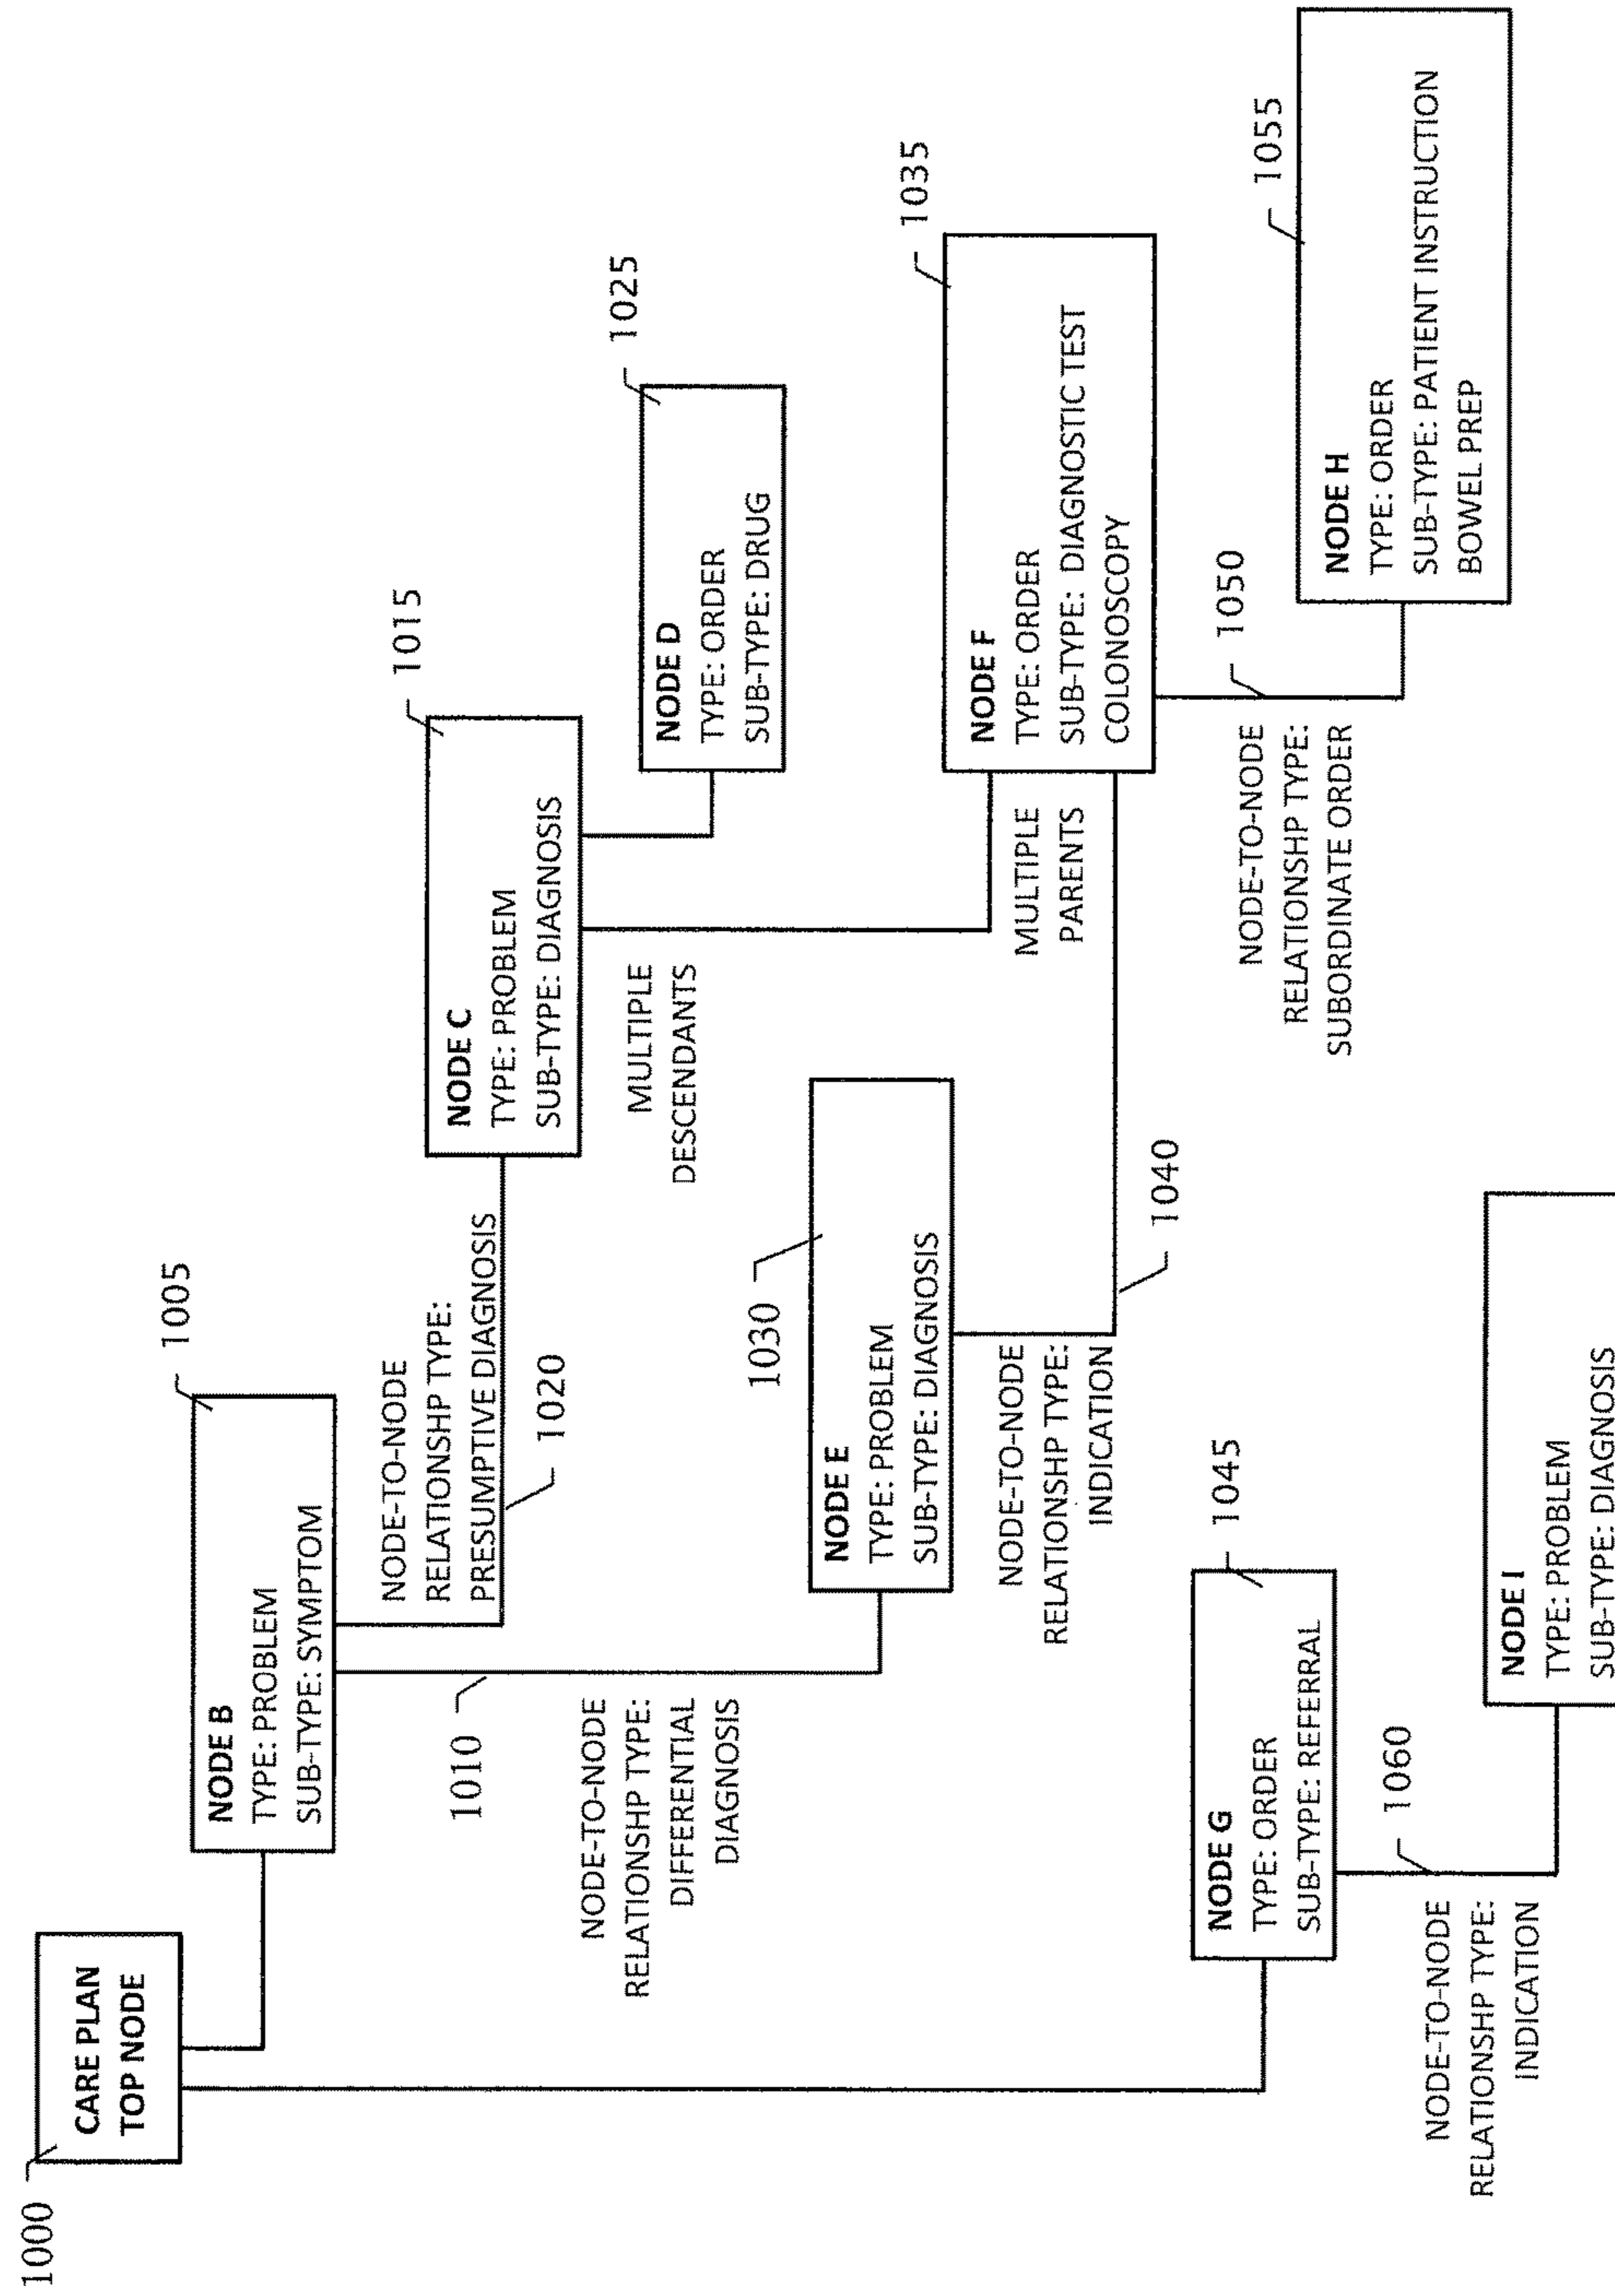 1000
CARE PLAN
TOP NODE
1005
NODE B
TYPE: PROBLEM
SUB-TYPE: SYMPTOM
NODE-TO-NODE
RELATIONSHP TYPE:
PRESUMPTIVE DIAGNOSIS
1020
1015
NODE C
TYPE: PROBLEM
SUB-TYPE: DIAGNOSIS
1010
NODE-TO-NODE
RELATIONSHP TYPE:
DIFFERENTIAL
DIAGNOSIS
MULTIPLE
DESCENDANTS
1025
NODE D
TYPE: ORDER
SUB-TYPE: DRUG
1030
NODE E
TYPE: PROBLEM
SUB-TYPE: DIAGNOSIS
1035
NODE F
TYPE: ORDER
SUB-TYPE: DIAGNOSTIC TEST
COLONOSCOPY
MULTIPLE
PARENTS
NODE-TO-NODE
RELATIONSHP TYPE:
INDICATION
1040
1045
NODE G
TYPE: ORDER
SUB-TYPE: REFERRAL
1050
NODE-TO-NODE
RELATIONSHP TYPE:
SUBORDINATE ORDER
1055
NODE H
TYPE: ORDER
SUB-TYPE: PATIENT INSTRUCTION
BOWEL PREP
1060
NODE-TO-NODE
RELATIONSHP TYPE:
INDICATION
NODE I
TYPE: PROBLEM
SUB-TYPE: DIAGNOSIS